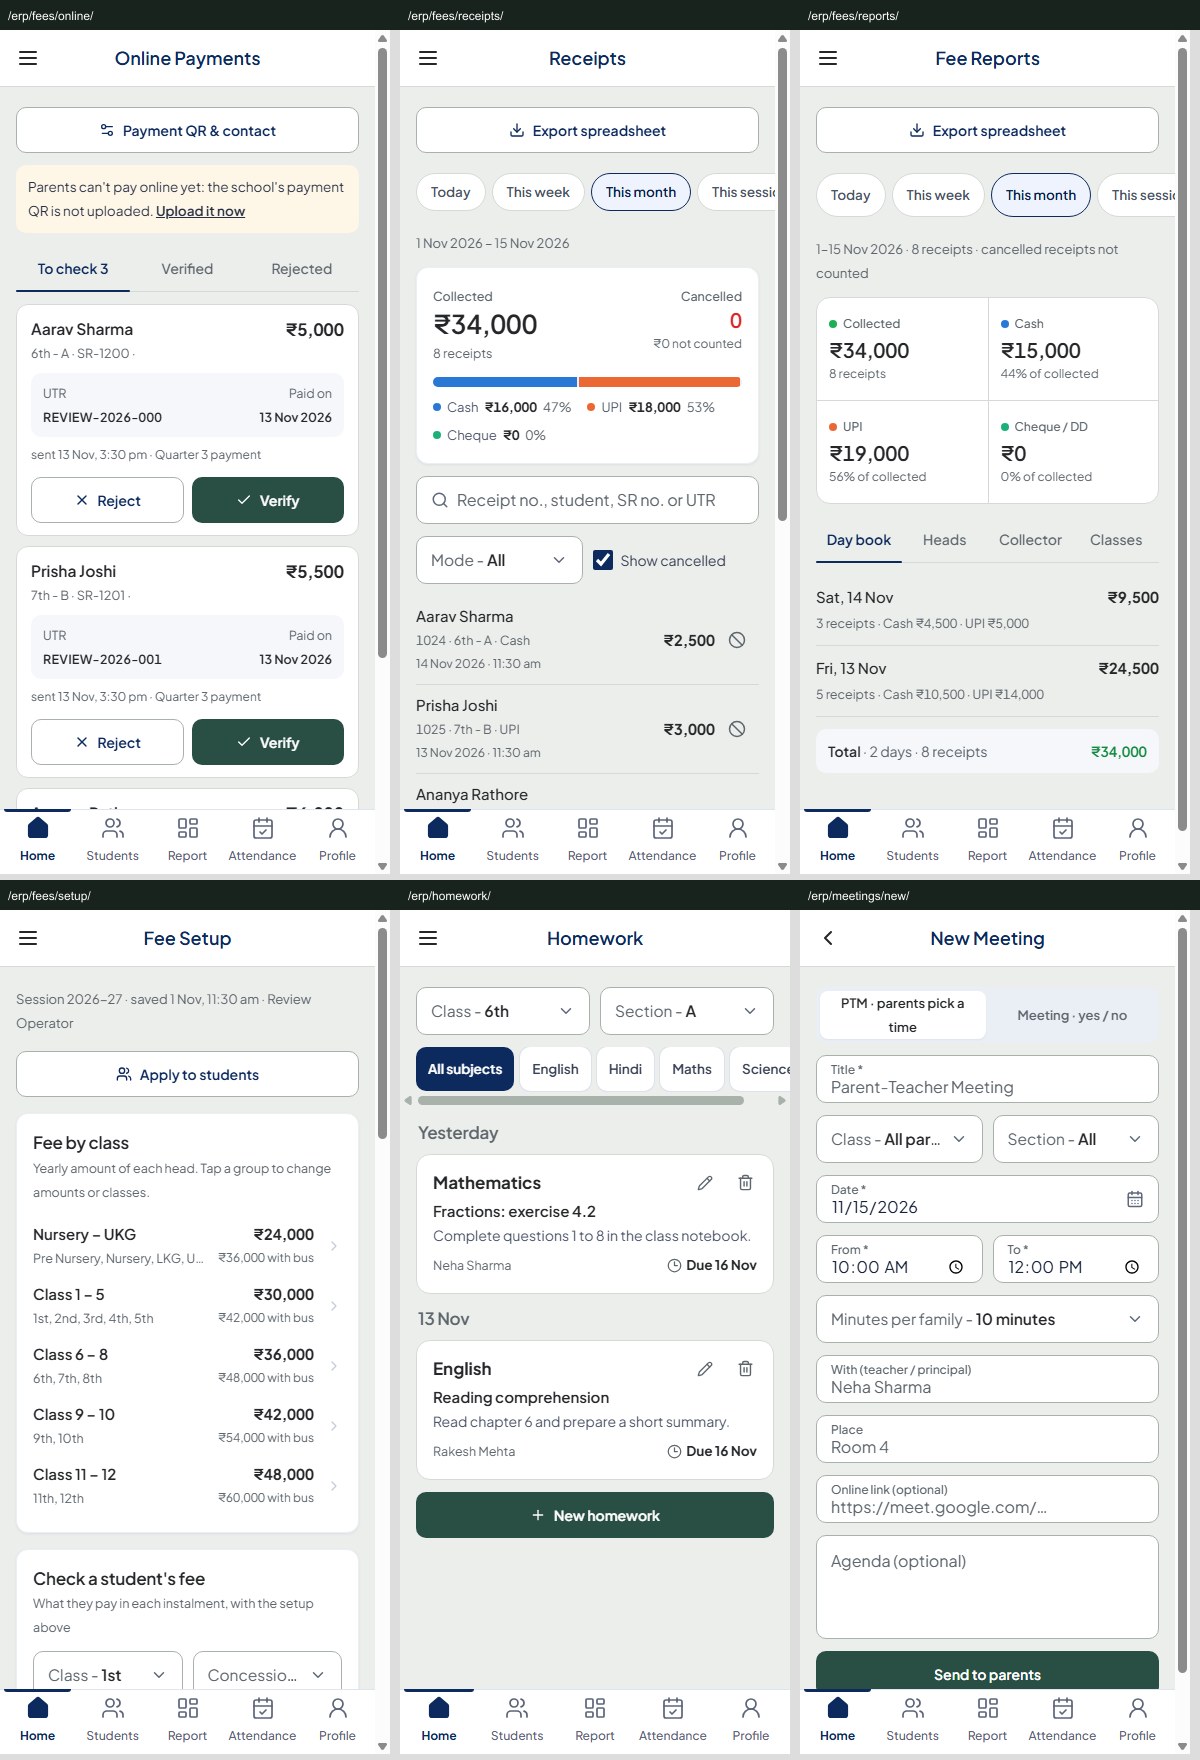 /erp/fees/online/
Online Payments
Payment QR & contact
Parents can't pay online yet: the school's payment
QR is not uploaded. Upload it now
To check 3
Verified
Rejected
Aarav Sharma
₹5,000
6th - A · SR-1200 ·
UTR
Paid on
REVIEW-2026-000
13 Nov 2026
sent 13 Nov, 3:30 pm · Quarter 3 payment
Reject
Verify
Prisha Joshi
₹5,500
7th - B · SR-1201 ·
UTR
Paid on
REVIEW-2026-001
13 Nov 2026
sent 13 Nov, 3:30 pm · Quarter 3 payment
Reject
Verify
Home
Students
Report
Attendance
Profile
/erp/fees/receipts/
Receipts
Export spreadsheet
Today
This week
This month
This sessic
1 Nov 2026 – 15 Nov 2026
Collected
Cancelled
₹34,000
0
8 receipts
₹0 not counted
Cash ₹16,000 47%
UPI ₹18,000 53%
Cheque ₹0 0%
Receipt no., student, SR no. or UTR
Mode - All
Show cancelled
Aarav Sharma
1024 · 6th - A · Cash
₹2,500
14 Nov 2026 · 11:30 am
Prisha Joshi
1025 · 7th - B · UPI
₹3,000
13 Nov 2026 · 11:30 am
Ananya Rathore
Home
Students
Report
Attendance
Profile
/erp/fees/reports/
Fee Reports
Export spreadsheet
Today
This week
This month
This sessic
1–15 Nov 2026 · 8 receipts · cancelled receipts not
counted
Collected
₹34,000
8 receipts
Cash
₹15,000
44% of collected
UPI
₹19,000
56% of collected
Cheque / DD
₹0
0% of collected
Day book
Heads
Collector
Classes
Sat, 14 Nov
₹9,500
3 receipts · Cash ₹4,500 · UPI ₹5,000
Fri, 13 Nov
₹24,500
5 receipts · Cash ₹10,500 · UPI ₹14,000
Total · 2 days · 8 receipts
₹34,000
Home
Students
Report
Attendance
Profile
/erp/fees/setup/
Fee Setup
Session 2026–27 · saved 1 Nov, 11:30 am · Review
Operator
Apply to students
Fee by class
Yearly amount of each head. Tap a group to change
amounts or classes.
Nursery – UKG
₹24,000
Pre Nursery, Nursery, LKG, U...
₹36,000 with bus
Class 1 – 5
₹30,000
1st, 2nd, 3rd, 4th, 5th
₹42,000 with bus
Class 6 – 8
₹36,000
6th, 7th, 8th
₹48,000 with bus
Class 9 – 10
₹42,000
9th, 10th
₹54,000 with bus
Class 11 – 12
₹48,000
11th, 12th
₹60,000 with bus
Check a student's fee
What they pay in each instalment, with the setup
above
Class - 1st
Concessio...
Home
Students
Report
Attendance
Profile
/erp/homework/
Homework
Class - 6th
Section - A
All subjects
English
Hindi
Maths
Science
Yesterday
Mathematics
Fractions: exercise 4.2
Complete questions 1 to 8 in the class notebook.
Neha Sharma
Due 16 Nov
13 Nov
English
Reading comprehension
Read chapter 6 and prepare a short summary.
Rakesh Mehta
Due 16 Nov
New homework
Home
Students
Report
Attendance
Profile
/erp/meetings/new/
New Meeting
PTM · parents pick a
time
Meeting · yes / no
Title *
Parent-Teacher Meeting
Class - All par...
Section - All
Date *
11/15/2026
From *
10:00 AM
To *
12:00 PM
Minutes per family - 10 minutes
With (teacher / principal)
Neha Sharma
Place
Room 4
Online link (optional)
https://meet.google.com/...
Agenda (optional)
Send to parents
Home
Students
Report
Attendance
Profile